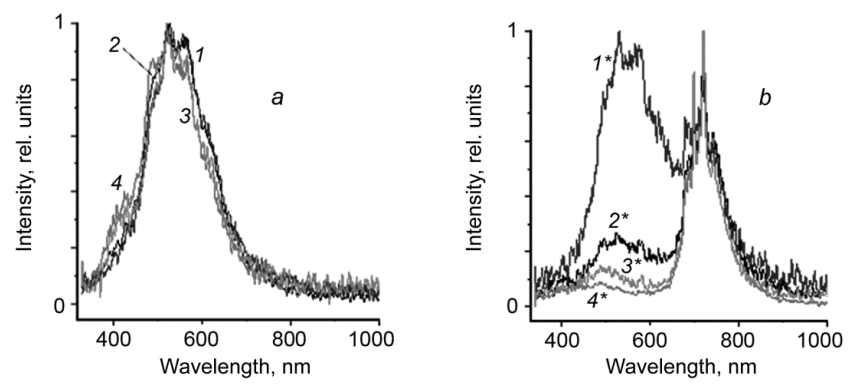 1
Intensity, rel. units
0
2
1
3
4
a
400 600 800 1000
Wavelength, nm
1
Intensity, rel. units
0
1*
2*
3*
4*
b
400 600 800 1000
Wavelength, nm